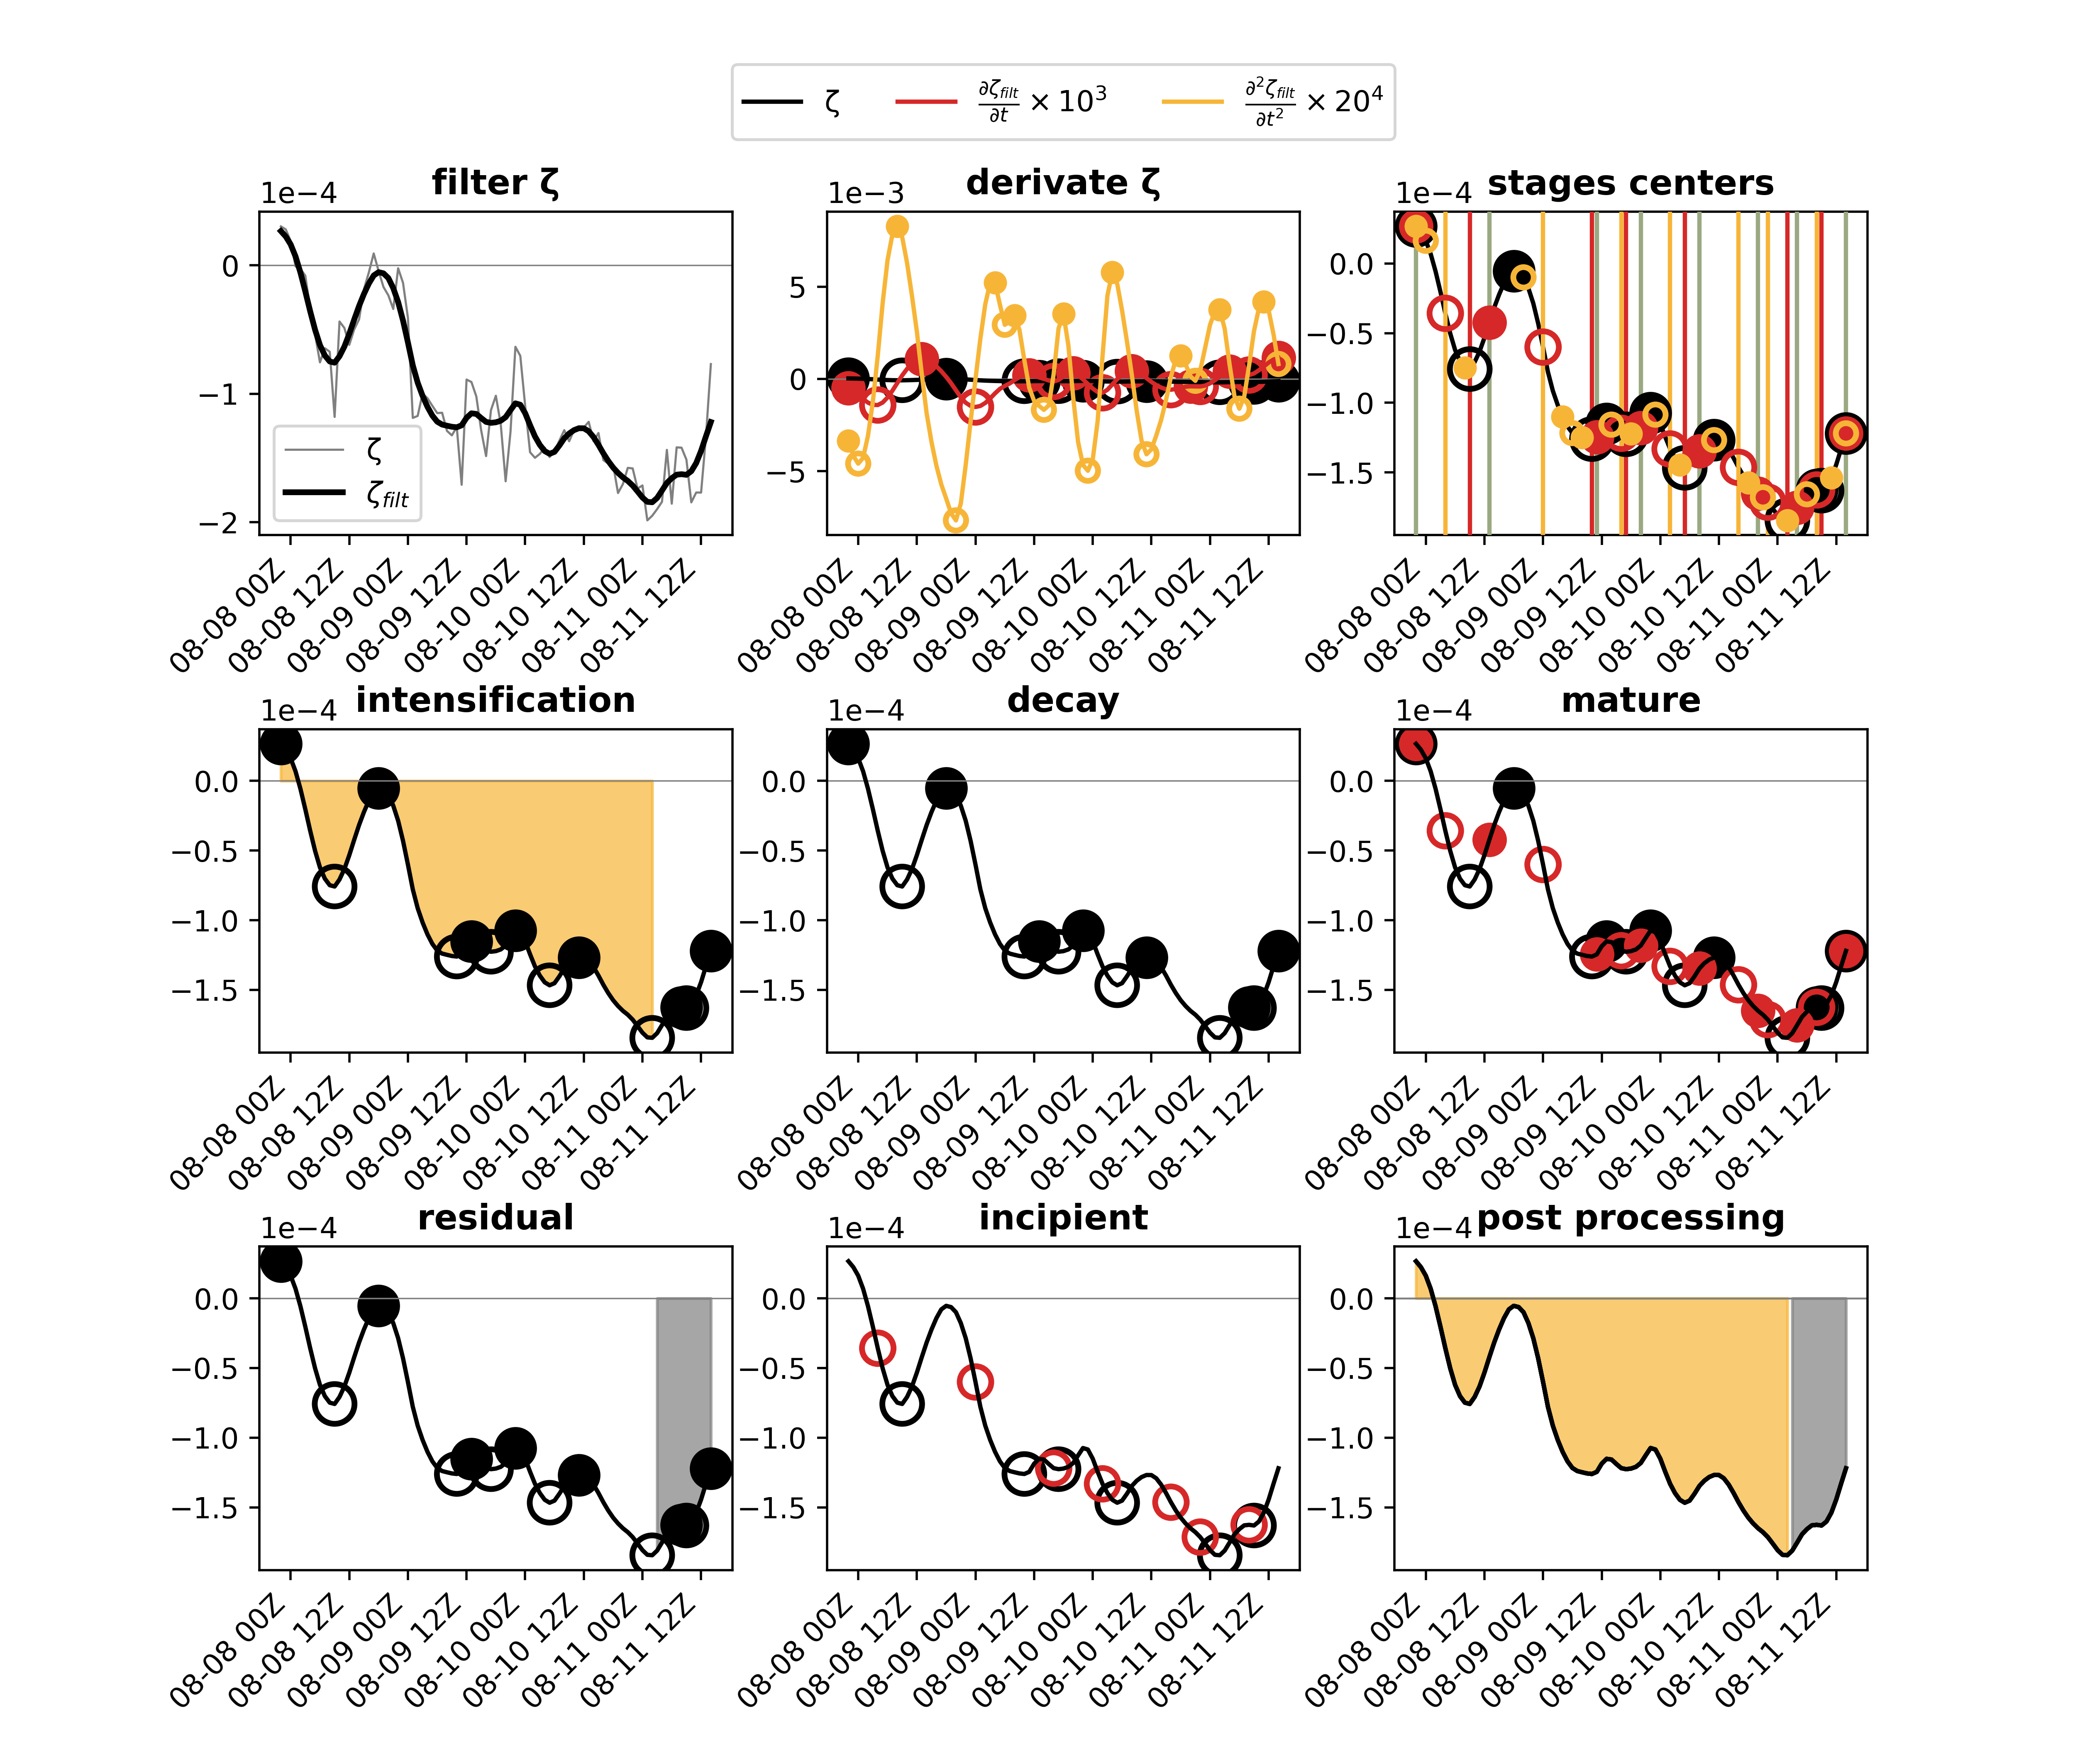 ζ ∂ζ_filt/∂t × 10³ ∂²ζ_filt/∂t² × 20⁴
filter ζ derivate ζ stages centers
1e−4 1e−3 1e−4
0
−1
−2
ζ
ζ_filt
08-08 00Z 08-08 12Z 08-09 00Z 08-09 12Z 08-10 00Z 08-10 12Z 08-11 00Z 08-11 12Z
5
0
−5
08-08 00Z 08-08 12Z 08-09 00Z 08-09 12Z 08-10 00Z 08-10 12Z 08-11 00Z 08-11 12Z
0.0
−0.5
−1.0
−1.5
08-08 00Z 08-08 12Z 08-09 00Z 08-09 12Z 08-10 00Z 08-10 12Z 08-11 00Z 08-11 12Z
intensification decay mature
1e−4 1e−4 1e−4
0.0
−0.5
−1.0
−1.5
08-08 00Z 08-08 12Z 08-09 00Z 08-09 12Z 08-10 00Z 08-10 12Z 08-11 00Z 08-11 12Z
0.0
−0.5
−1.0
−1.5
08-08 00Z 08-08 12Z 08-09 00Z 08-09 12Z 08-10 00Z 08-10 12Z 08-11 00Z 08-11 12Z
0.0
−0.5
−1.0
−1.5
08-08 00Z 08-08 12Z 08-09 00Z 08-09 12Z 08-10 00Z 08-10 12Z 08-11 00Z 08-11 12Z
residual incipient post processing
1e−4 1e−4 1e−4
0.0
−0.5
−1.0
−1.5
08-08 00Z 08-08 12Z 08-09 00Z 08-09 12Z 08-10 00Z 08-10 12Z 08-11 00Z 08-11 12Z
0.0
−0.5
−1.0
−1.5
08-08 00Z 08-08 12Z 08-09 00Z 08-09 12Z 08-10 00Z 08-10 12Z 08-11 00Z 08-11 12Z
0.0
−0.5
−1.0
−1.5
08-08 00Z 08-08 12Z 08-09 00Z 08-09 12Z 08-10 00Z 08-10 12Z 08-11 00Z 08-11 12Z